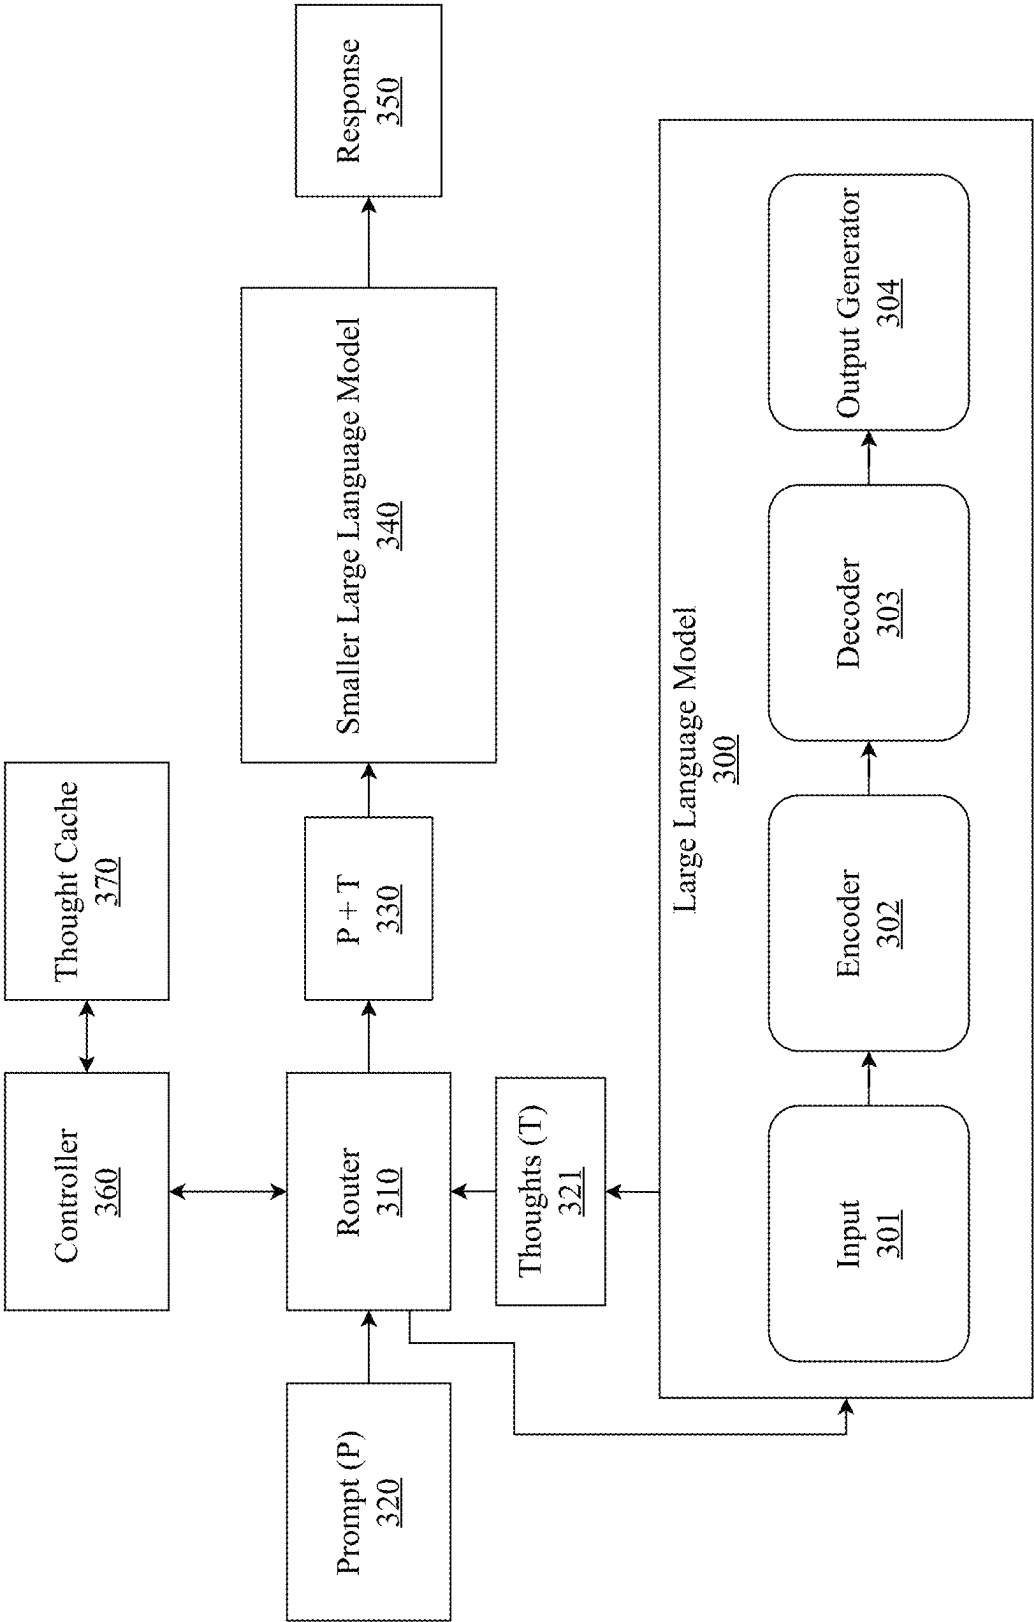 Controller
360
Thought Cache
370
Prompt (P)
320
Router
310
P + T
330
Smaller Large Language Model
340
Response
350
Thoughts (T)
321
Large Language Model
300
Input
301
Encoder
302
Decoder
303
Output Generator
304